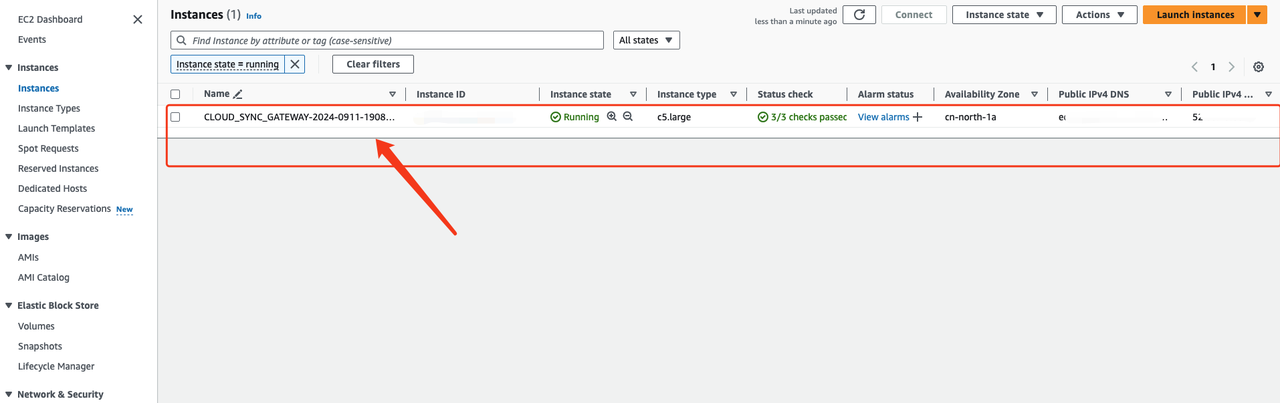 EC2 Dashboard
Events
Instances
Instances
Instance Types
Launch Templates
Spot Requests
Reserved Instances
Dedicated Hosts
Capacity Reservations New
Images
AMIs
AMI Catalog
Elastic Block Store
Volumes
Snapshots
Lifecycle Manager
Network & Security
Instances (1) Info
Last updated
less than a minute ago
Connect
Instance state
Actions
Launch instances
Find Instance by attribute or tag (case-sensitive)
All states
Instance state = running
Clear filters
1
Name Instance ID Instance state Instance type Status check Alarm status Availability Zone Public IPv4 DNS Public IPv4 ...
CLOUD_SYNC_GATEWAY-2024-0911-1908... Running c5.large 3/3 checks passed View alarms cn-north-1a